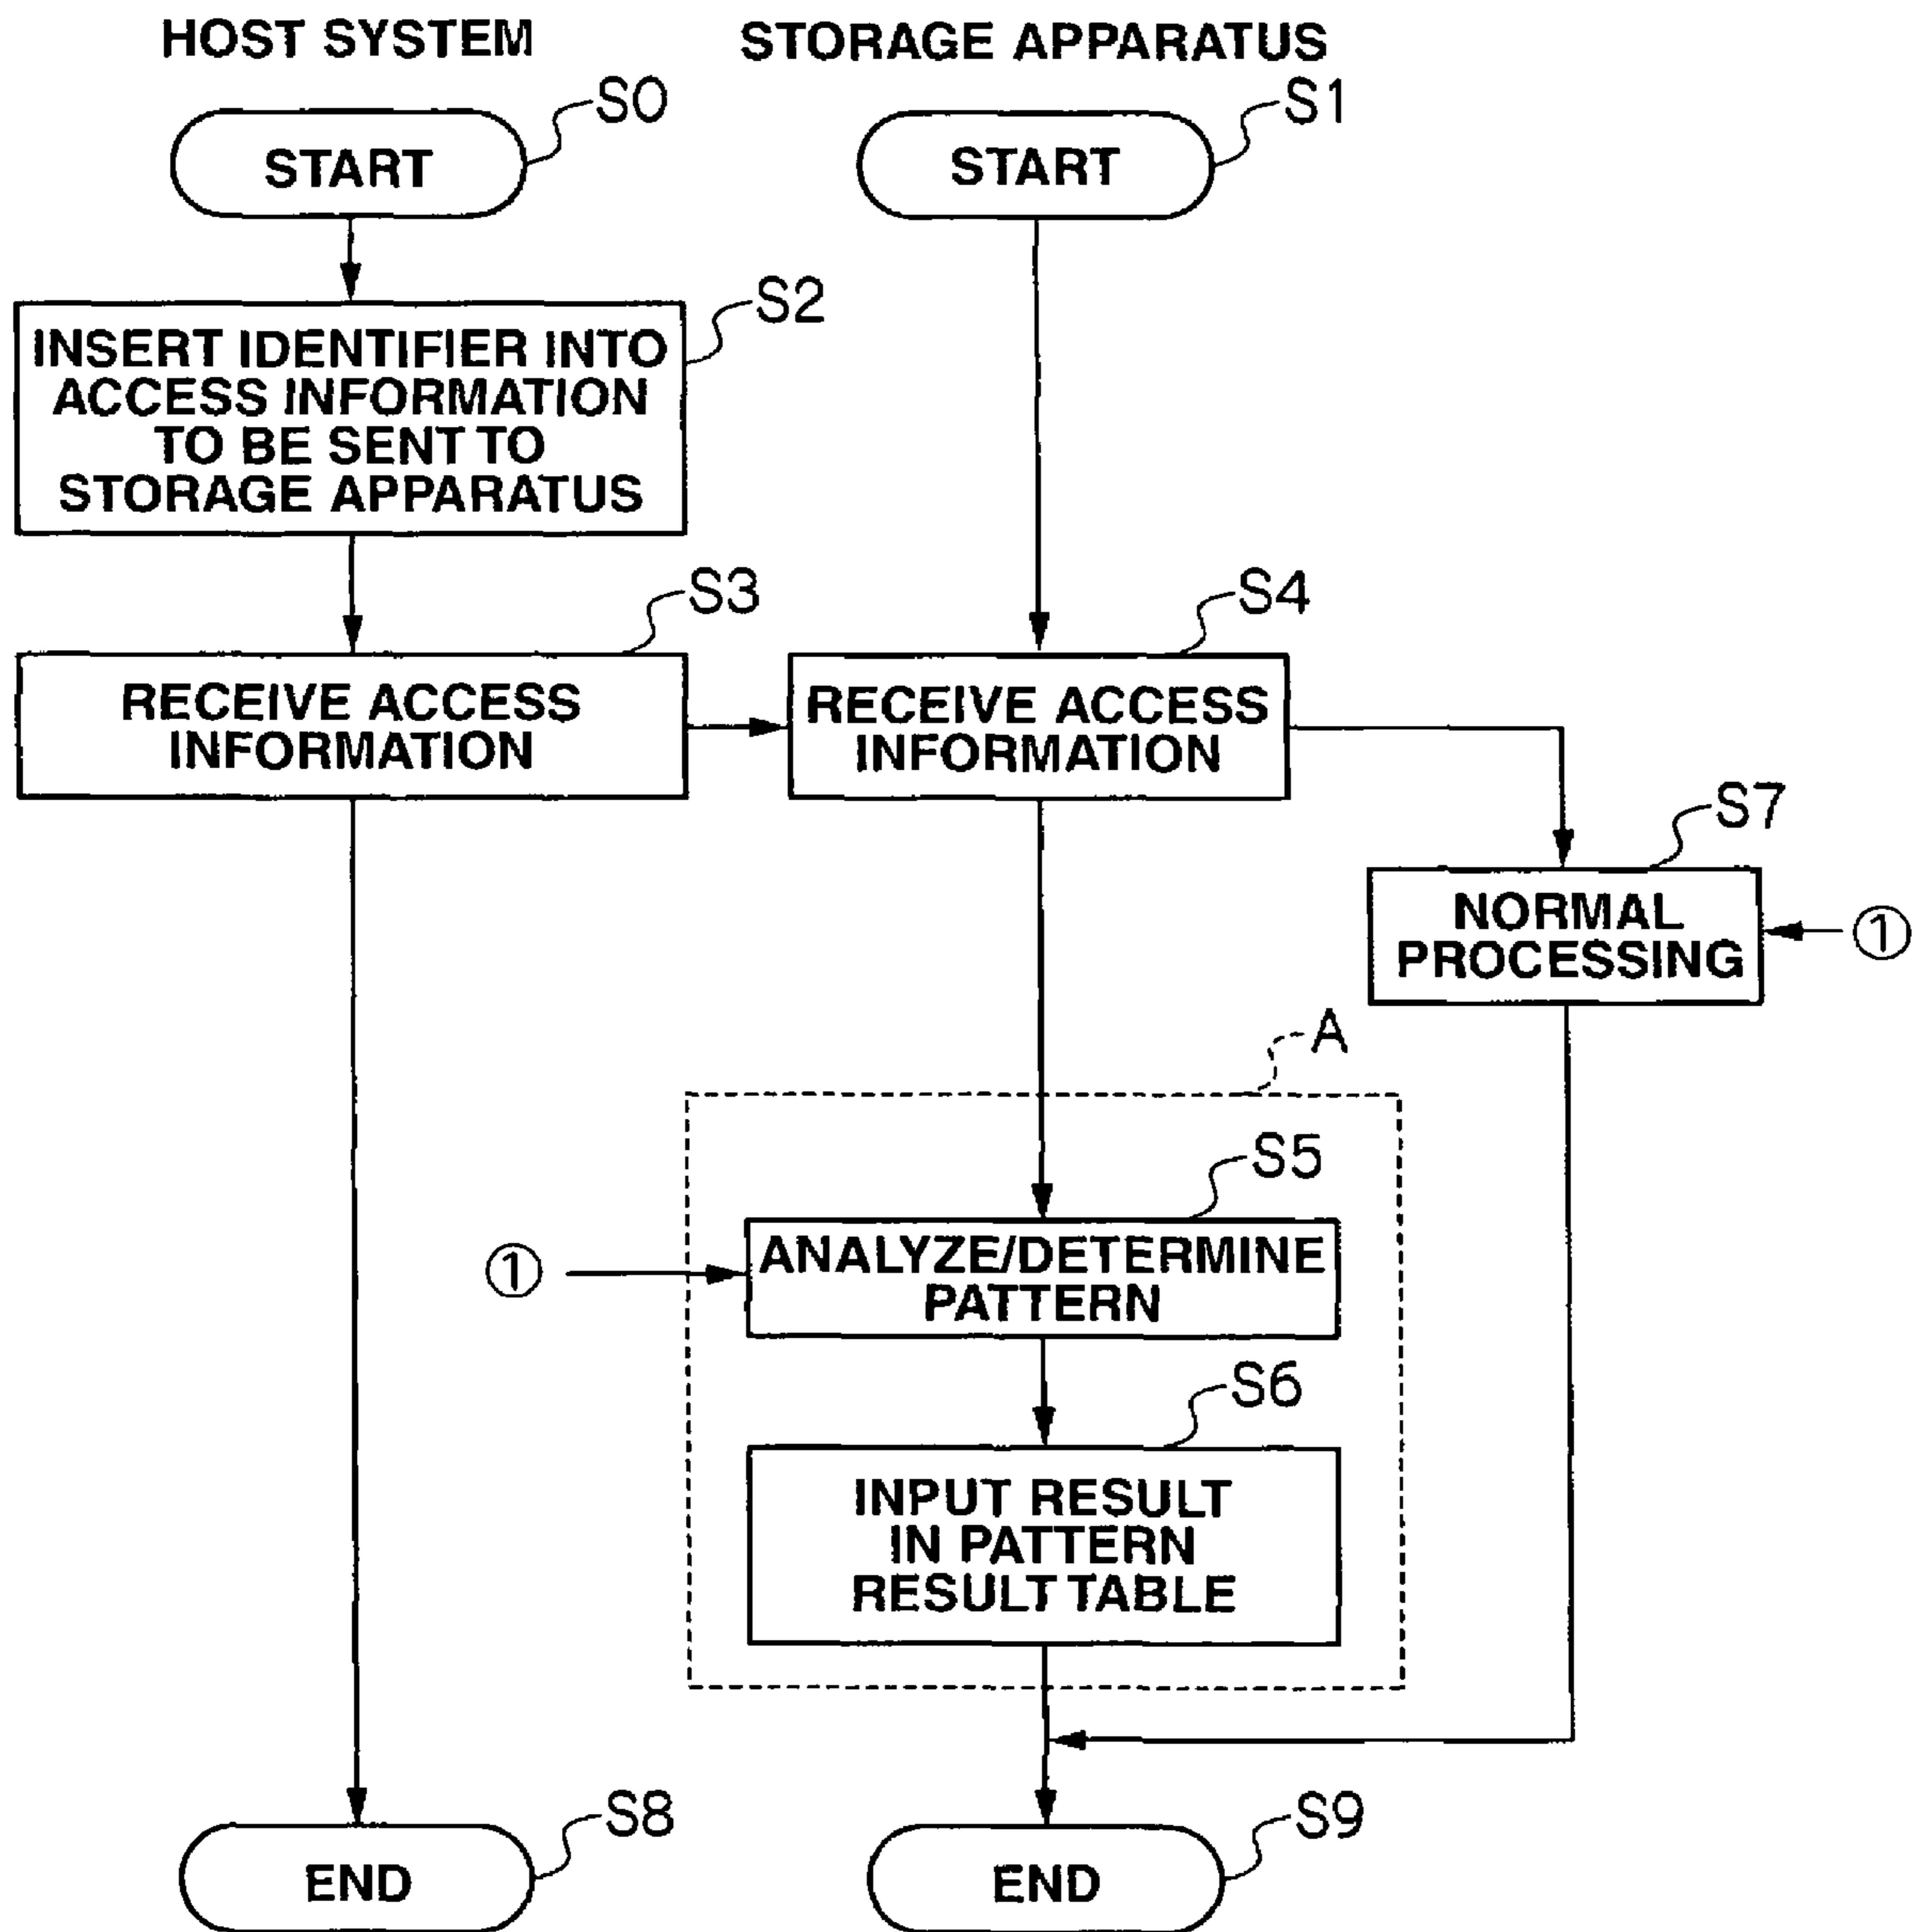 HOST SYSTEM
STORAGE APPARATUS
S0
START
S1
START
S2
INSERT IDENTIFIER INTO
ACCESS INFORMATION
TO BE SENT TO
STORAGE APPARATUS
S3
RECEIVE ACCESS
INFORMATION
S4
RECEIVE ACCESS
INFORMATION
S7
NORMAL
PROCESSING
①
A
S5
①
ANALYZE/DETERMINE
PATTERN
S6
INPUT RESULT
IN PATTERN
RESULT TABLE
S8
END
S9
END